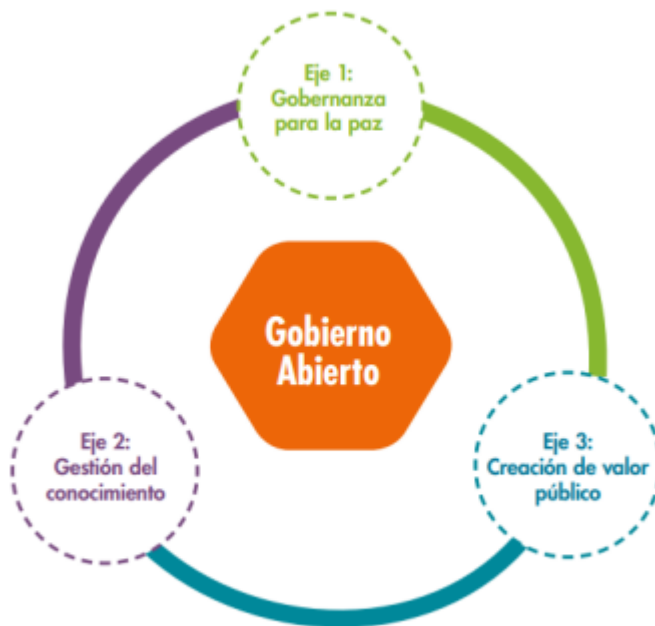 Eje 1:
Gobernanza
para la paz
Gobierno
Abierto
Eje 2:
Gestión del
conocimiento
Eje 3:
Creación de valor
público